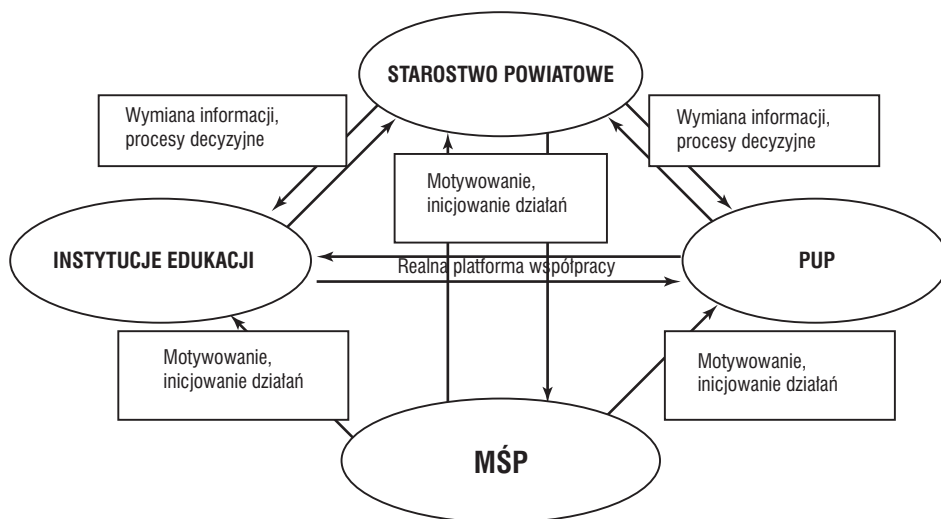 STAROSTWO POWIATOWE
Wymiana informacji,
procesy decyzyjne
Wymiana informacji,
procesy decyzyjne
Motywowanie,
inicjowanie działań
INSTYTUCJE EDUKACJI
Realna platforma współpracy
PUP
Motywowanie,
inicjowanie działań
Motywowanie,
inicjowanie działań
MŚP